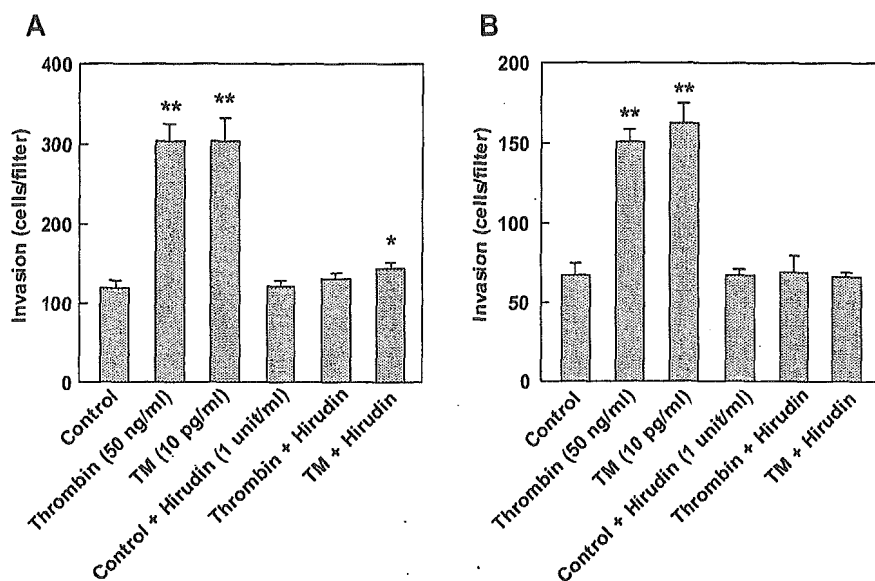 A
Invasion (cells/filter)
400
300
200
100
0
**
**
*
Control
Thrombin (50 ng/ml)
TM (10 pg/ml)
Control + Hirudin (1 unit/ml)
Thrombin + Hirudin
TM + Hirudin
B
Invasion (cells/filter)
200
150
100
50
0
**
**
Control
Thrombin (50 ng/ml)
TM (10 pg/ml)
Control + Hirudin (1 unit/ml)
Thrombin + Hirudin
TM + Hirudin